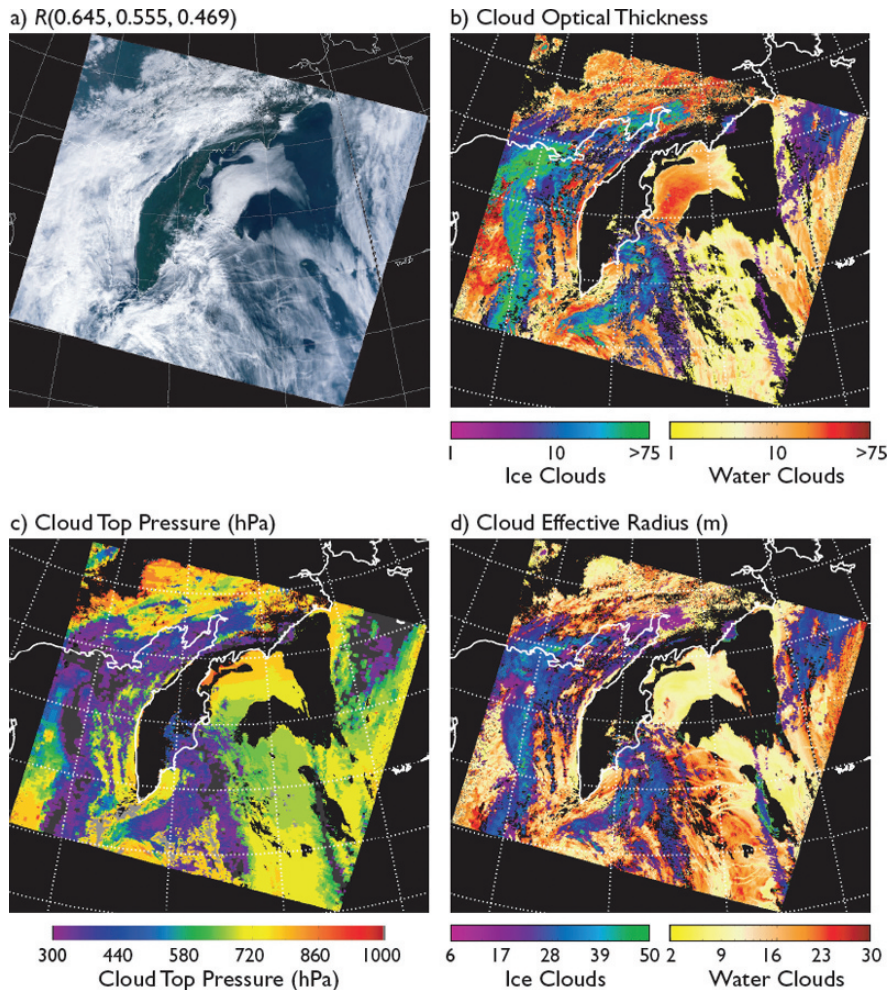 a) R(0.645, 0.555, 0.469)
b) Cloud Optical Thickness
1 10 >75 1 10 >75
Ice Clouds Water Clouds
c) Cloud Top Pressure (hPa)
d) Cloud Effective Radius (m)
300 440 580 720 860 1000
Cloud Top Pressure (hPa)
6 17 28 39 50 2 9 16 23 30
Ice Clouds Water Clouds